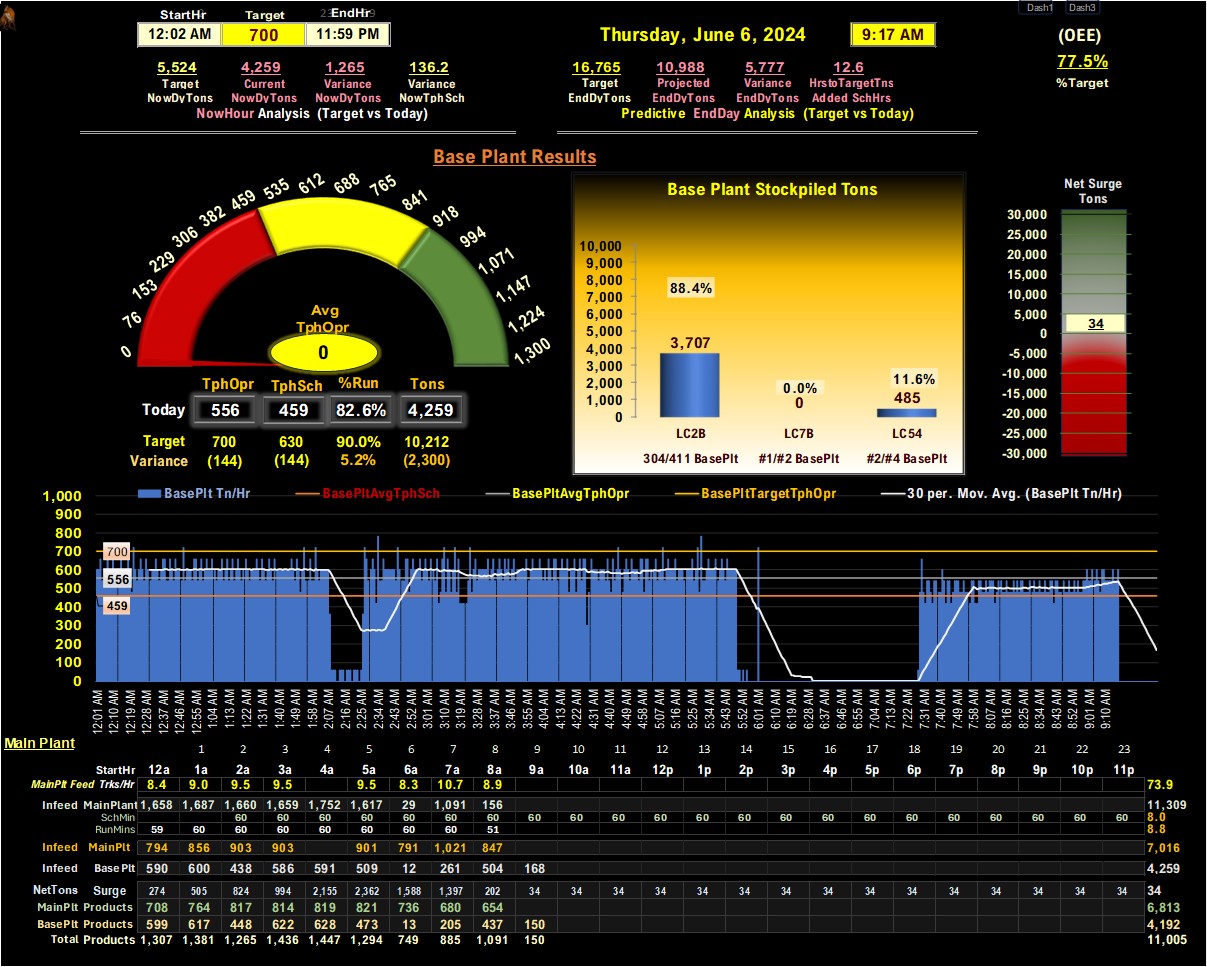 Dash1 Dash3
StartHr Target EndHr
12:02 AM 700 11:59 PM
Thursday, June 6, 2024 9:17 AM (OEE)
5,524 4,259 1,265 136.2 16,765 10,988 5,777 12.6 77.5%
Target Current Variance Variance Target Projected Variance HrstoTargetTns %Target
NowDyTons NowDyTons NowDyTons NowTphSch EndDyTons EndDyTons EndDyTons Added SchHrs
NowHour Analysis (Target vs Today) Predictive EndDay Analysis (Target vs Today)
Base Plant Results
0 76 153 229 306 382 459 535 612 688 765 841 918 994 1,071 1,147 1,224 1,300
Avg
TphOpr
0
TphOpr TphSch %Run Tons
Today 556 459 82.6% 4,259
Target 700 630 90.0% 10,212
Variance (144) (144) 5.2% (2,300)
Base Plant Stockpiled Tons
10,000
9,000
8,000
7,000
6,000
5,000
4,000
3,000
2,000
1,000
0
88.4%
3,707
0.0%
0
11.6%
485
LC2B LC7B LC54
304/411 BasePlt #1/#2 BasePlt #2/#4 BasePlt
Net Surge
Tons
30,000
25,000
20,000
15,000
10,000
5,000
0
-5,000
-10,000
-15,000
-20,000
-25,000
-30,000
34
BasePlt Tn/Hr BasePltAvgTphSch BasePltAvgTphOpr BasePltTargetTphOpr 30 per. Mov. Avg. (BasePlt Tn/Hr)
1,000
900
800
700
600
500
400
300
200
100
0
700
556
459
12:01 AM 12:10 AM 12:19 AM 12:28 AM 12:37 AM 12:46 AM 12:55 AM 1:04 AM 1:13 AM 1:22 AM 1:31 AM 1:40 AM 1:49 AM 1:58 AM 2:07 AM 2:16 AM 2:25 AM 2:34 AM 2:43 AM 2:52 AM 3:01 AM 3:10 AM 3:19 AM 3:28 AM 3:37 AM 3:46 AM 3:55 AM 4:04 AM 4:13 AM 4:22 AM 4:31 AM 4:40 AM 4:49 AM 4:58 AM 5:07 AM 5:16 AM 5:25 AM 5:34 AM 5:43 AM 5:52 AM 6:01 AM 6:10 AM 6:19 AM 6:28 AM 6:37 AM 6:46 AM 6:55 AM 7:04 AM 7:13 AM 7:22 AM 7:31 AM 7:40 AM 7:49 AM 7:58 AM 8:07 AM 8:16 AM 8:25 AM 8:34 AM 8:43 AM 8:52 AM 9:01 AM 9:10 AM
Main Plant
1 2 3 4 5 6 7 8 9 10 11 12 13 14 15 16 17 18 19 20 21 22 23
StartHr 12a 1a 2a 3a 4a 5a 6a 7a 8a 9a 10a 11a 12p 1p 2p 3p 4p 5p 6p 7p 8p 9p 10p 11p
MainPlt Feed Trks/Hr 8.4 9.0 9.5 9.5 9.5 8.3 10.7 8.9 73.9
Infeed MainPlant 1,658 1,687 1,660 1,659 1,752 1,617 29 1,091 156 11,309
SchMin 60 60 60 60 60 60 60 60 60 60 60 60 60 60 60 60 60 60 60 60 60 60 8.0
RunMins 59 60 60 60 60 60 60 60 51 8.8
Infeed MainPlt 794 856 903 903 901 791 1,021 847 7,016
Infeed BasePlt 590 600 438 586 591 509 12 261 504 168 4,259
NetTons Surge 274 505 824 994 2,155 2,362 1,588 1,397 202 34 34 34 34 34 34 34 34 34 34 34 34 34 34 34 34
MainPlt Products 708 764 817 814 819 821 736 680 654 6,813
BasePlt Products 599 617 448 622 628 473 13 205 437 150 4,192
Total Products 1,307 1,381 1,265 1,436 1,447 1,294 749 885 1,091 150 11,005